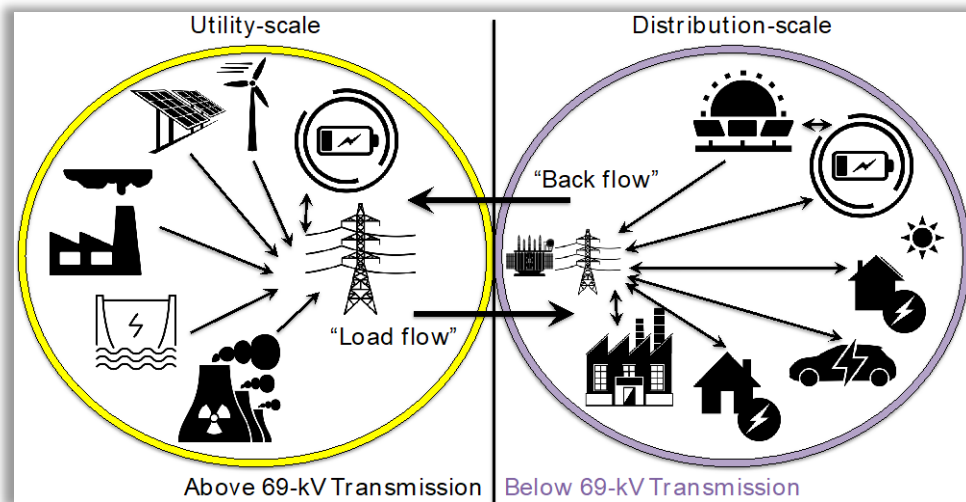 Utility-scale
Distribution-scale
“Back flow”
“Load flow”
Above 69-kV Transmission
Below 69-kV Transmission